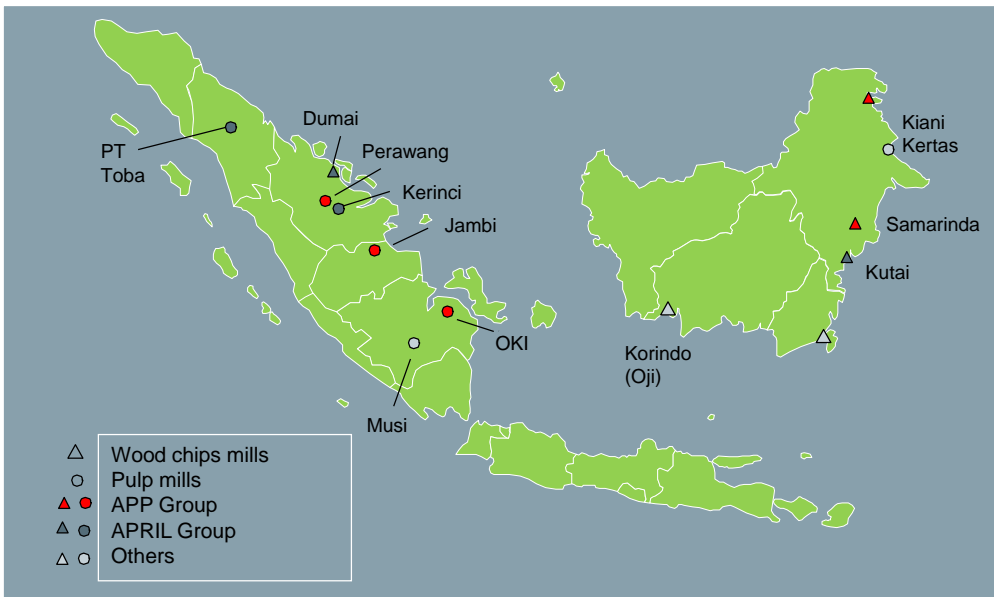 Dumai
PT
Toba
Perawang
Kerinci
Jambi
OKI
Musi
Kiani
Kertas
Samarinda
Kutai
Korindo
(Oji)
Wood chips mills
Pulp mills
APP Group
APRIL Group
Others